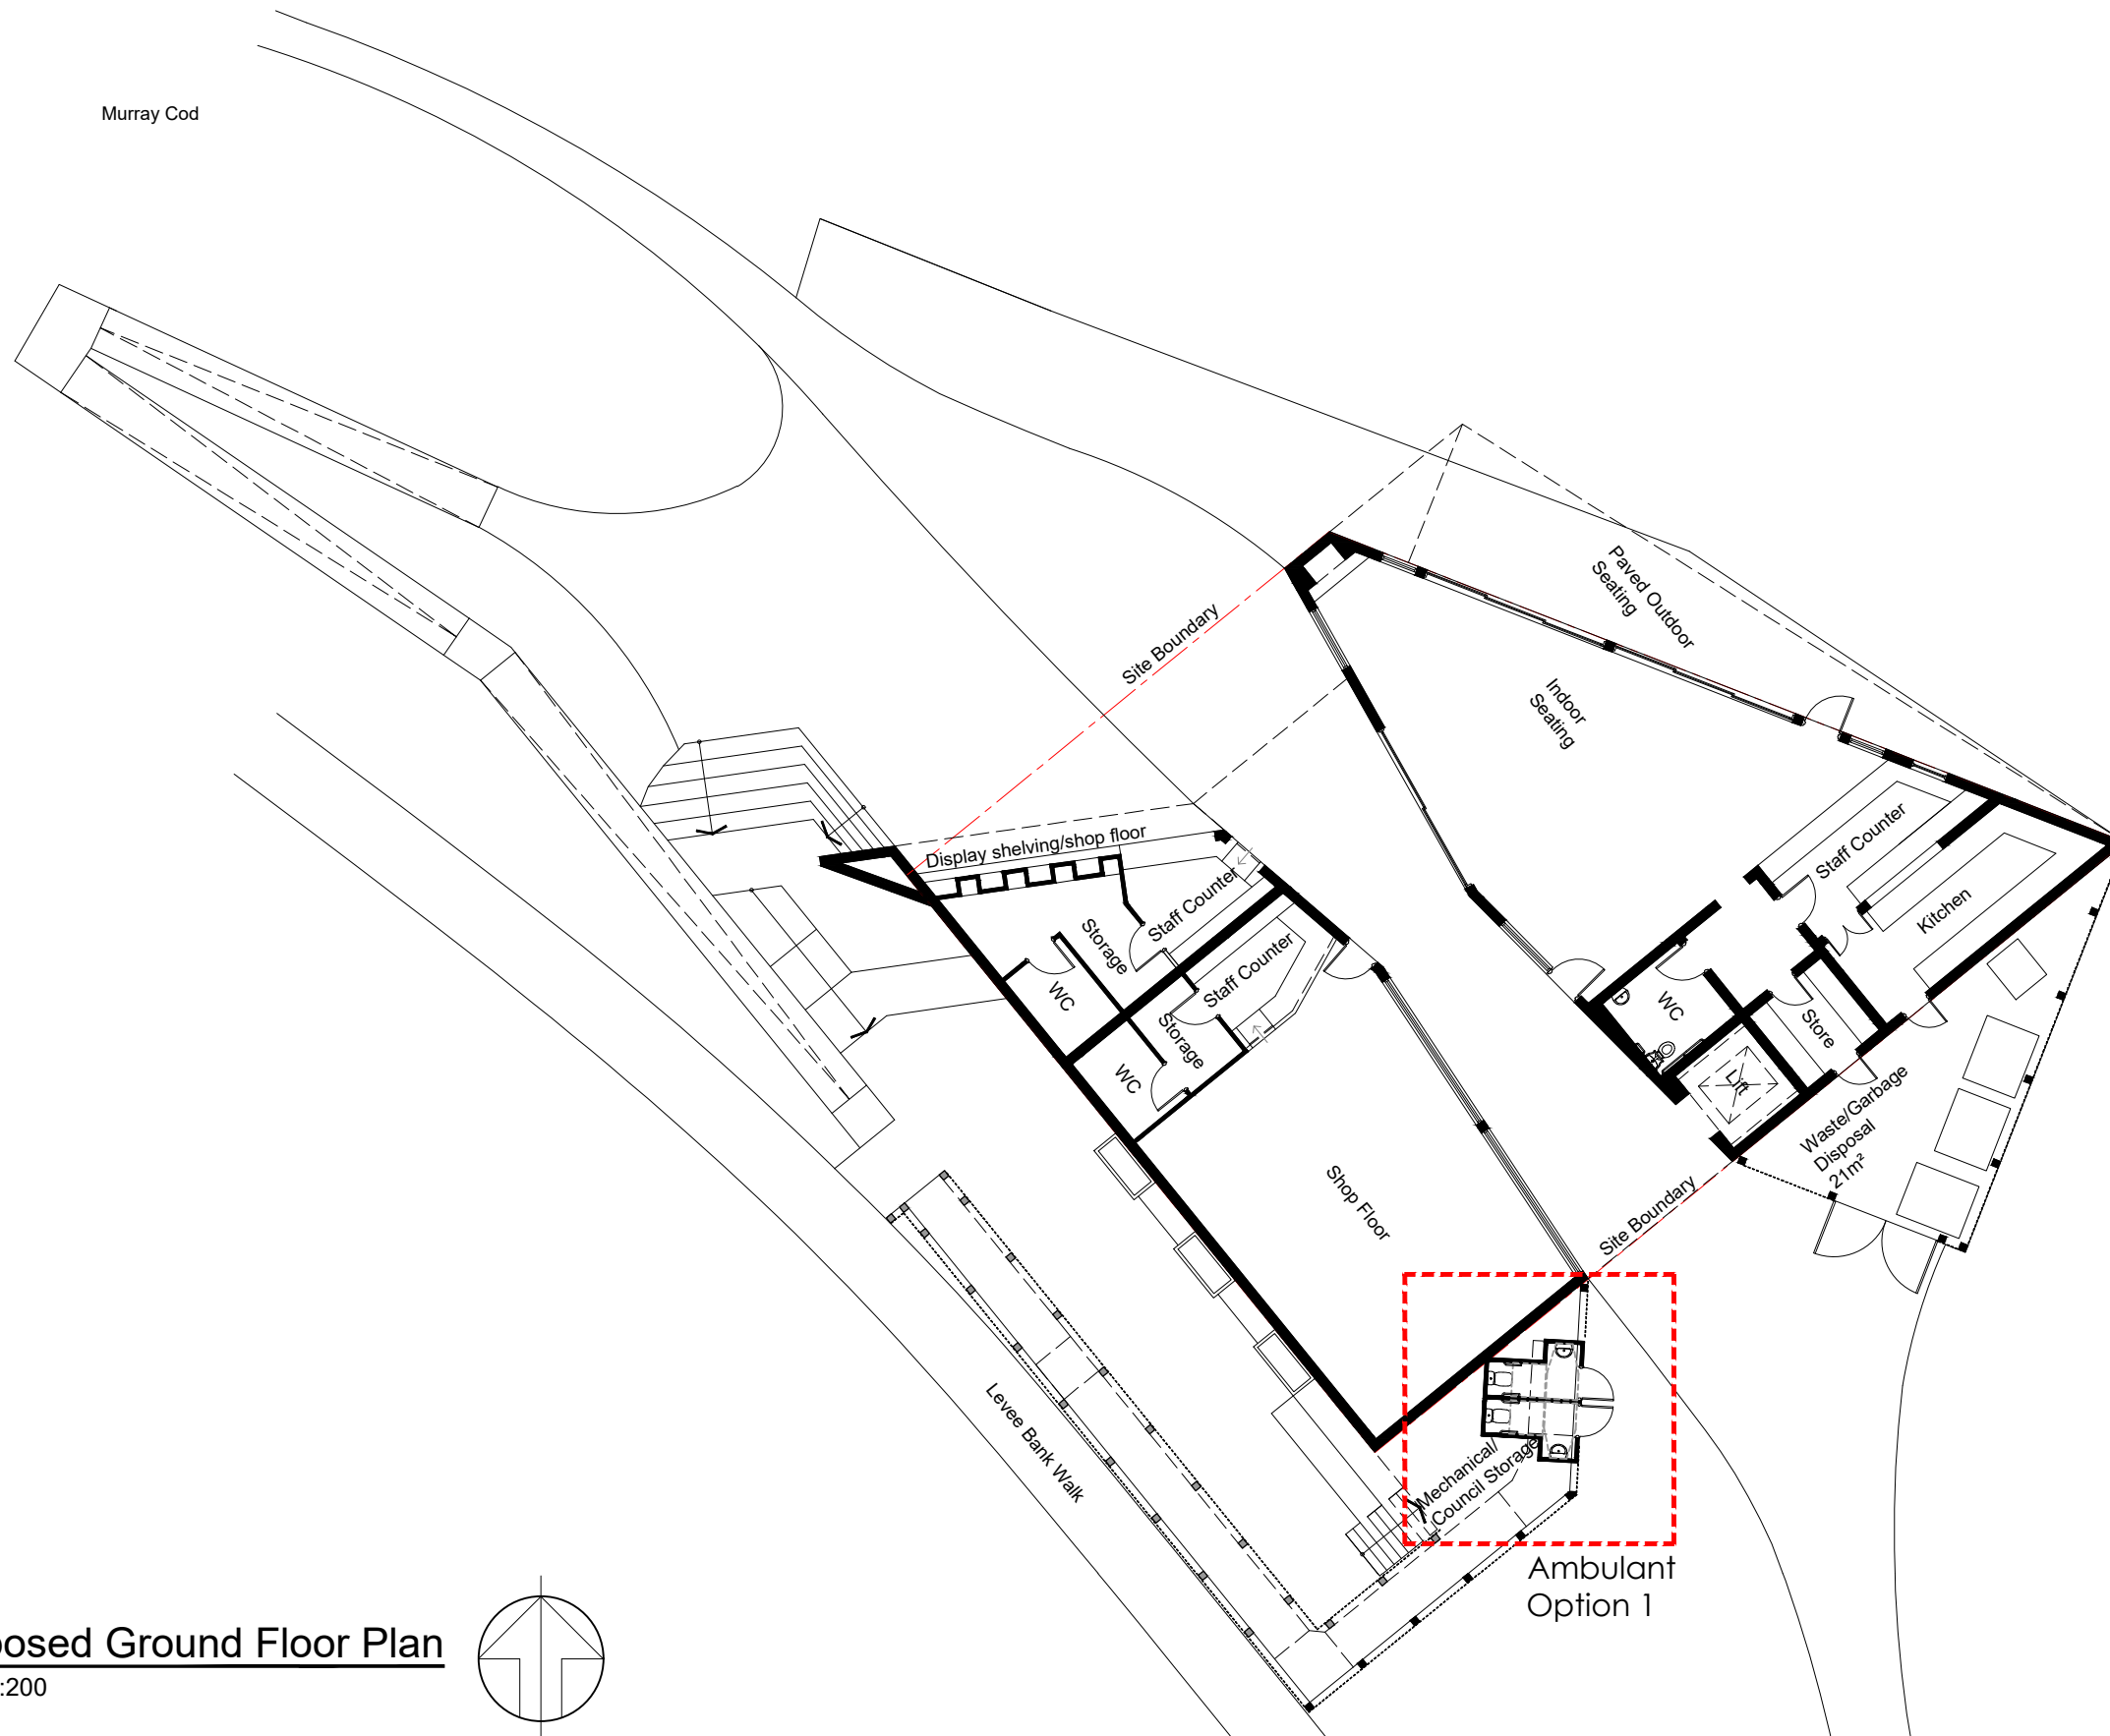 Murray Cod
Paved Outdoor
Seating
Site Boundary
Indoor
Seating
Display shelving/shop floor
Staff Counter
Staff Counter
Kitchen
Storage
Staff Counter
WC
WC
Store
Storage
WC
Lift
Waste/Garbage
Disposal
21m²
Shop Floor
Site Boundary
Levee Bank Walk
Mechanical/
Council Storage
Ambulant
Option 1
posed Ground Floor Plan
:200